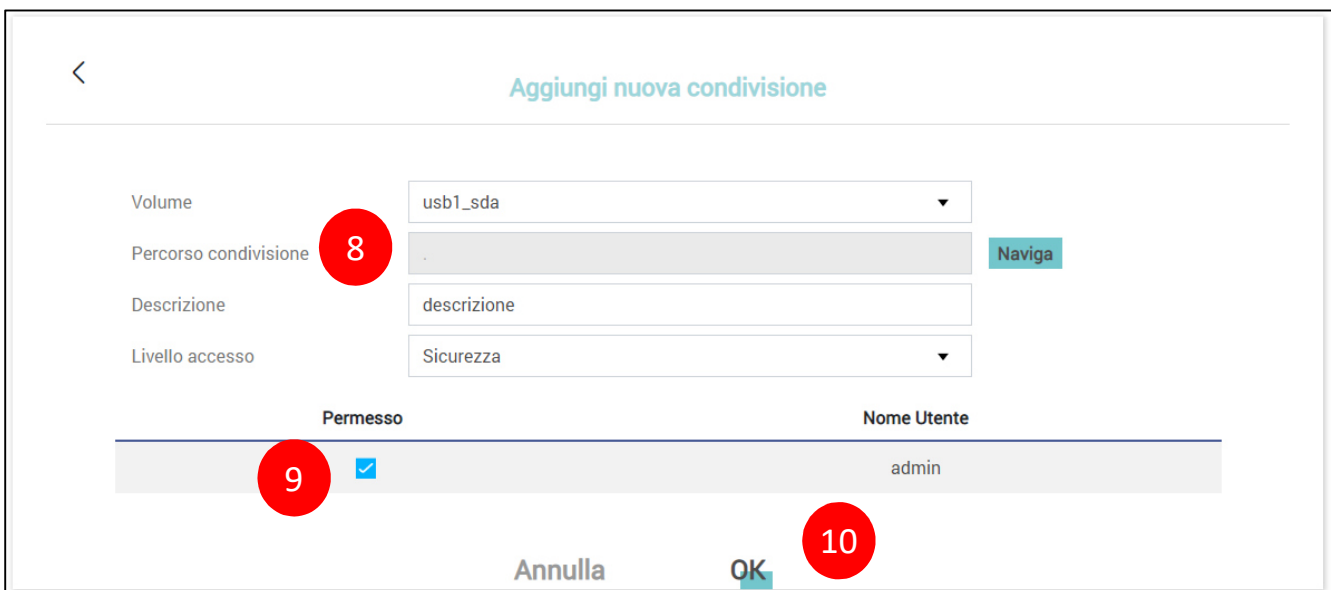 Aggiungi nuova condivisione
Volume usb1_sda
Percorso condivisione 8 . Naviga
Descrizione descrizione
Livello accesso Sicurezza
Permesso Nome Utente
9 admin
10
Annulla OK